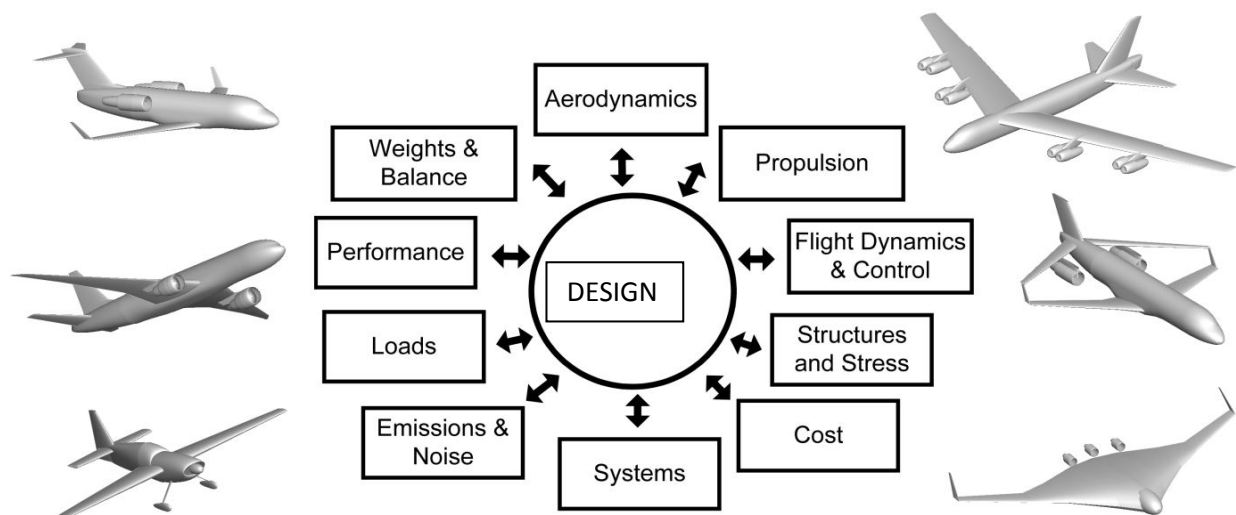 Aerodynamics
Weights &
Balance
Propulsion
Performance
Flight Dynamics
& Control
DESIGN
Loads
Structures
and Stress
Emissions &
Noise
Cost
Systems